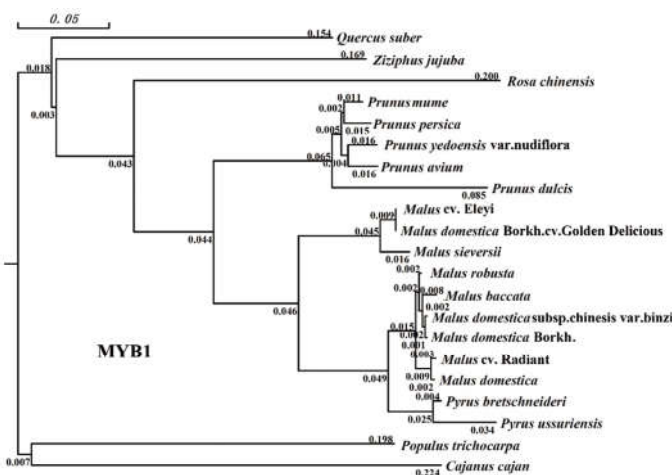 0.05
0.154
Quercus suber
0.169
Ziziphus jujuba
0.018
0.200
Rosa chinensis
0.003
0.011
Prunus mume
0.002
0.015
Prunus persica
0.005
0.016
Prunus yedoensis var.nudiflora
0.043
0.065
0.004
0.016
Prunus avium
0.085
Prunus dulcis
0.009
Malus cv. Eleyi
0.045
Malus domestica Borkh.cv.Golden Delicious
0.044
0.016
Malus sieversii
0.002
Malus robusta
0.002
0.008
Malus baccata
0.002
0.046
0.015
Malus domestica subsp.chinesis var.binzi
0.002
Malus domestica Borkh.
0.001
MYB1
0.003
Malus cv. Radiant
0.049
0.009
Malus domestica
0.002
0.004
Pyrus bretschneideri
0.025
0.034
Pyrus ussuriensis
0.198
Populus trichocarpa
0.007
0.224
Cajanus cajan